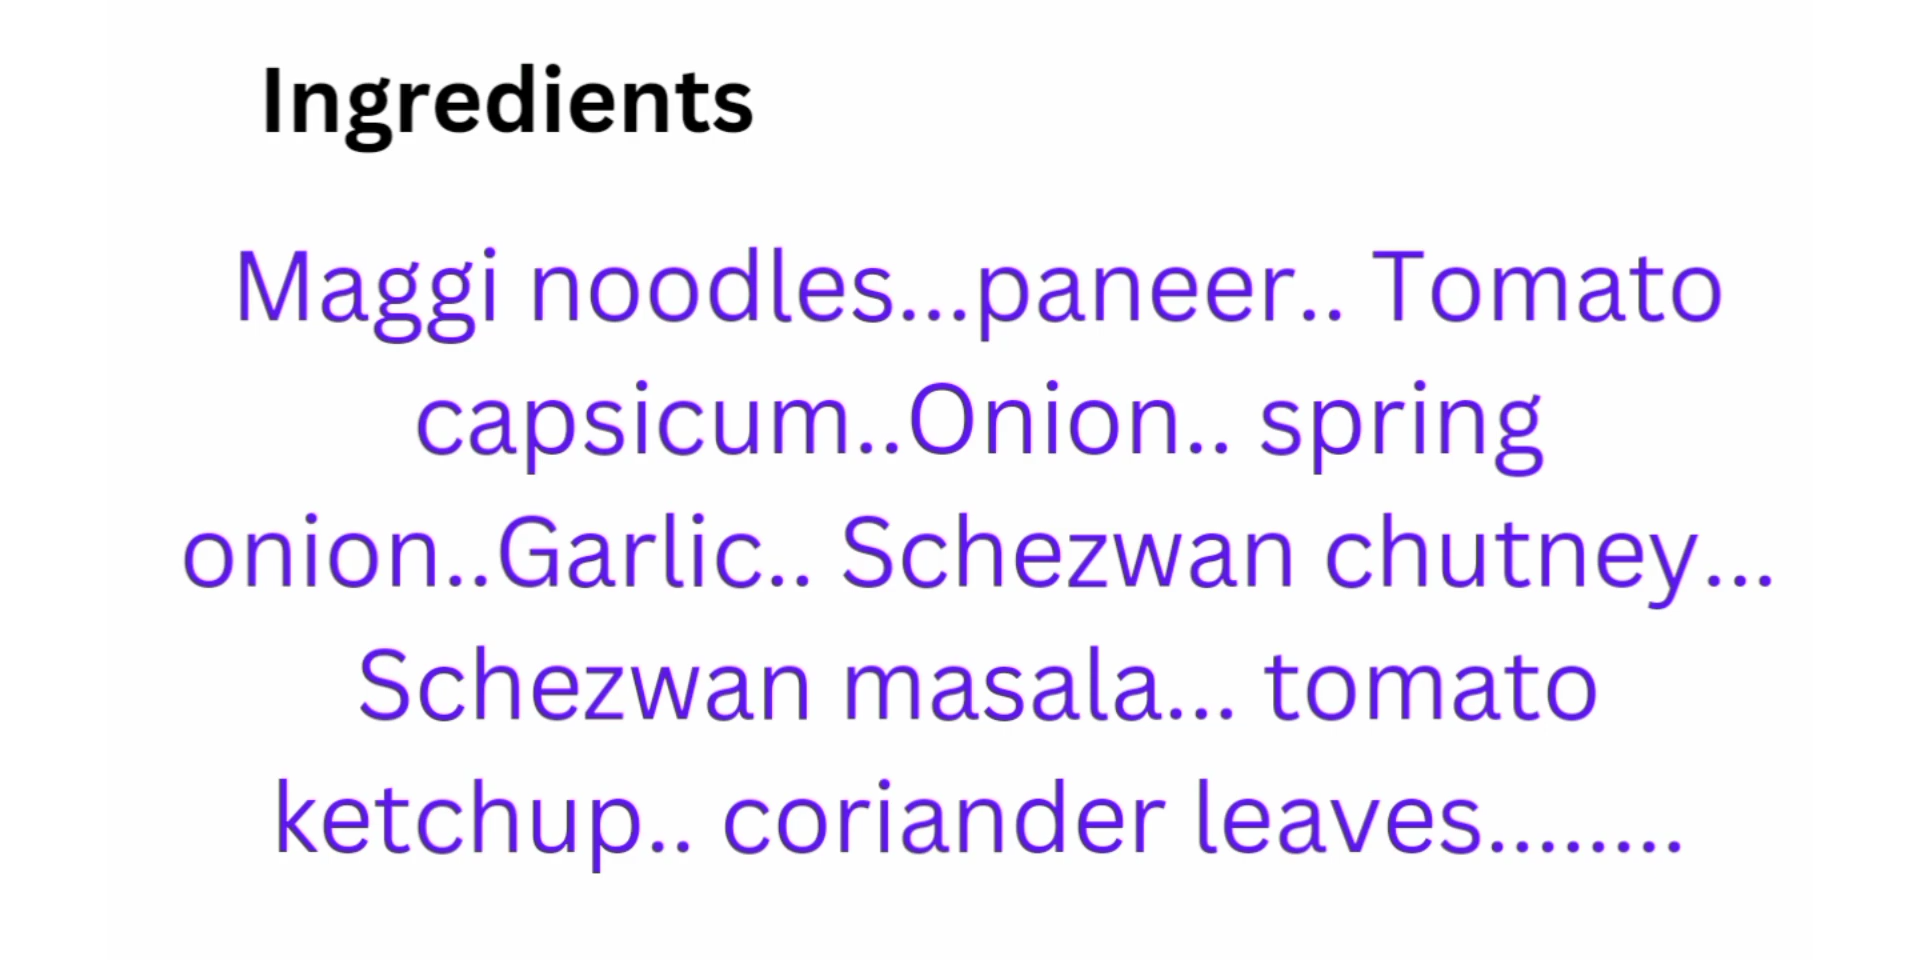 Ingredients
Maggi noodles...paneer.. Tomato
capsicum..Onion.. spring
onion..Garlic.. Schezwan chutney...
Schezwan masala... tomato
ketchup.. coriander leaves........